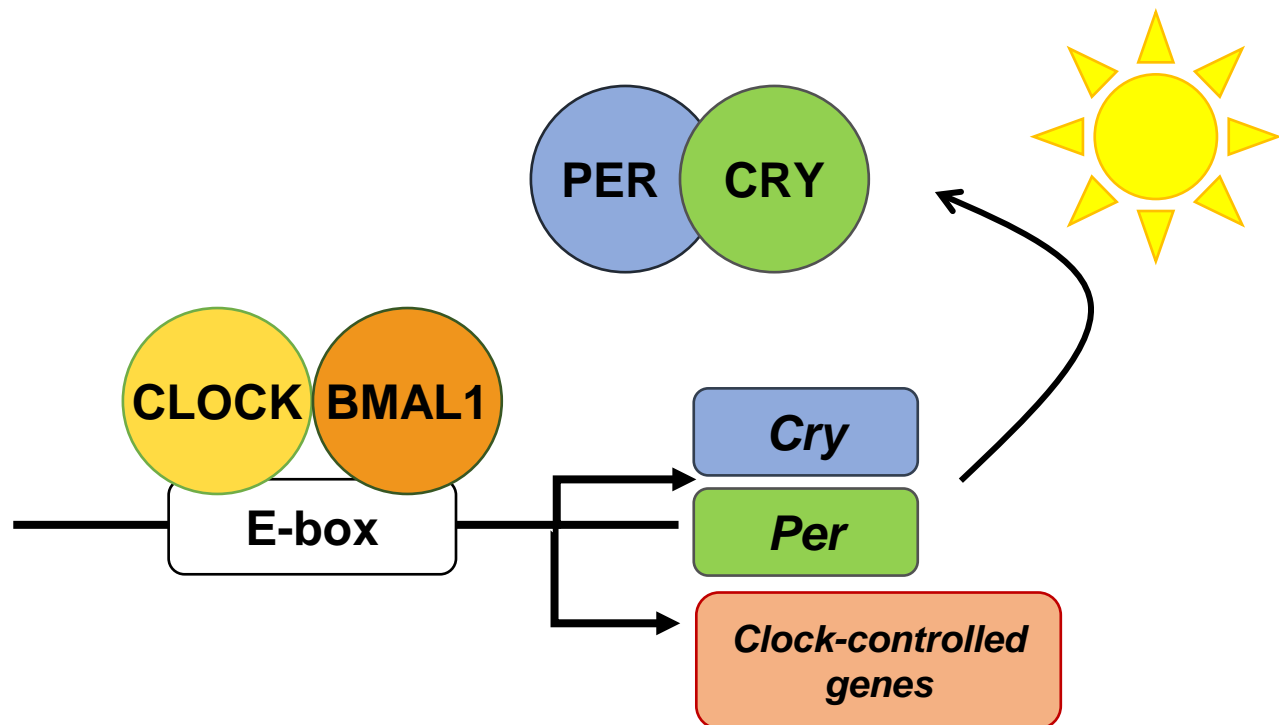 PER
CRY
CLOCK
BMAL1
E-box
Cry
Per
Clock-controlled
genes